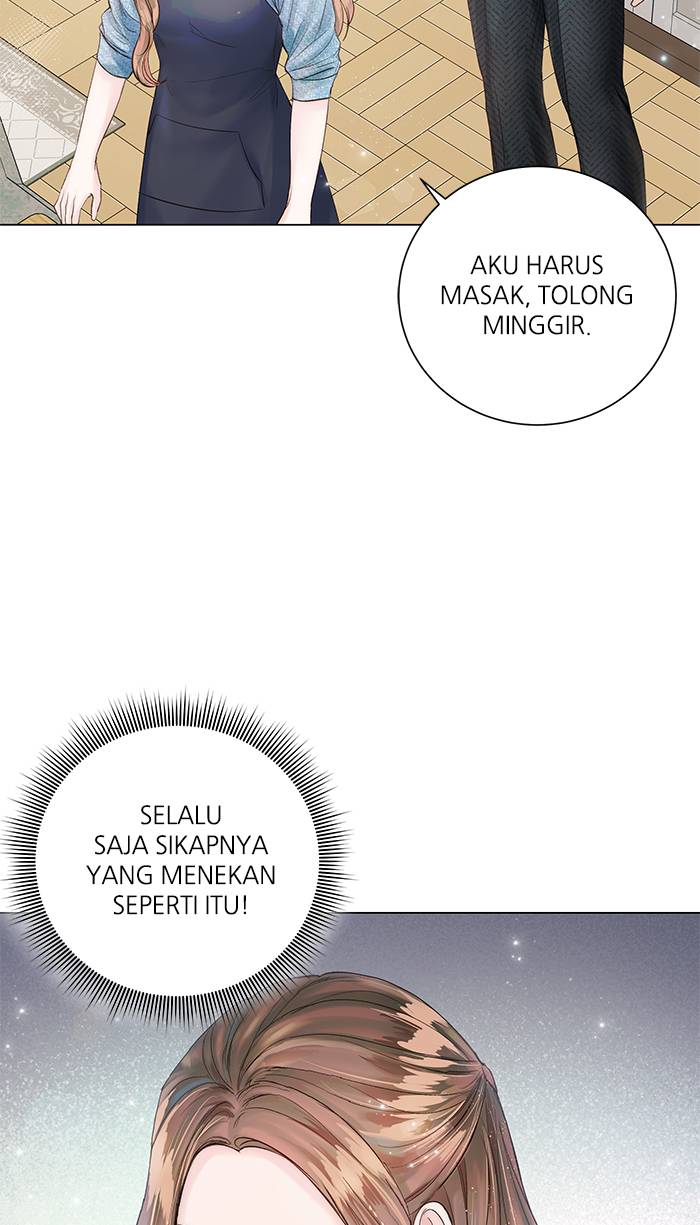 AKU HARUS
MASAK, TOLONG
MINGGIR.
SELALU
SAJA SIKAPNYA
YANG MENEKAN
SEPERTI ITU!